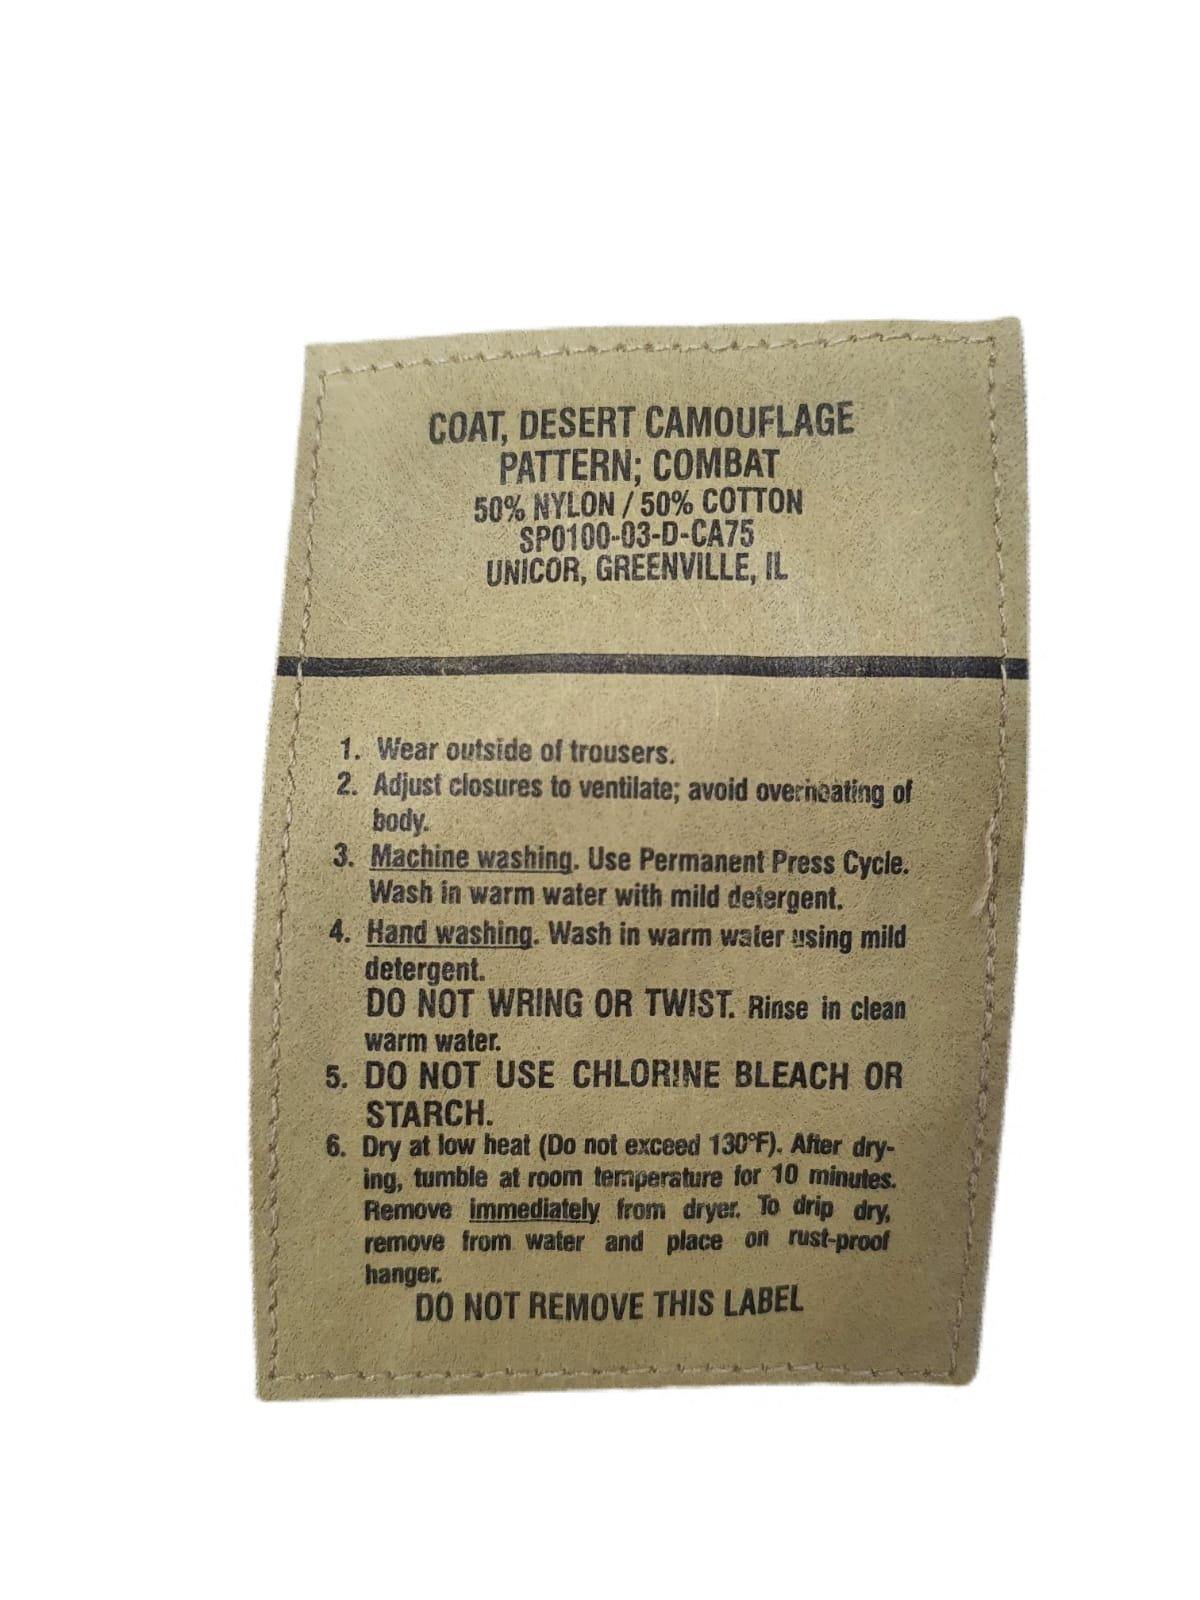 COAT, DESERT CAMOUFLAGE
PATTERN; COMBAT
50% NYLON / 50% COTTON
SP0100-03-D-CA75
UNICOR, GREENVILLE, IL
1. Wear outside of trousers.
2. Adjust closures to ventilate; avoid overheating of
body.
3. Machine washing. Use Permanent Press Cycle.
Wash in warm water with mild detergent.
4. Hand washing. Wash in warm water using mild
detergent.
DO NOT WRING OR TWIST. Rinse in clean
warm water.
5. DO NOT USE CHLORINE BLEACH OR
STARCH.
6. Dry at low heat (Do not exceed 130°F). After dry-
ing, tumble at room temperature for 10 minutes.
Remove immediately from dryer. To drip dry,
remove from water and place on rust-proof
hanger.
DO NOT REMOVE THIS LABEL